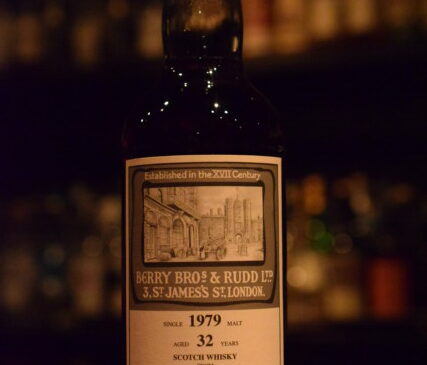 Established in the XVII Century
BERRY BROS & RUDD LTD
3, ST JAMES'S ST, LONDON.
SINGLE 1979 MALT
AGED 32 YEARS
SCOTCH WHISKY